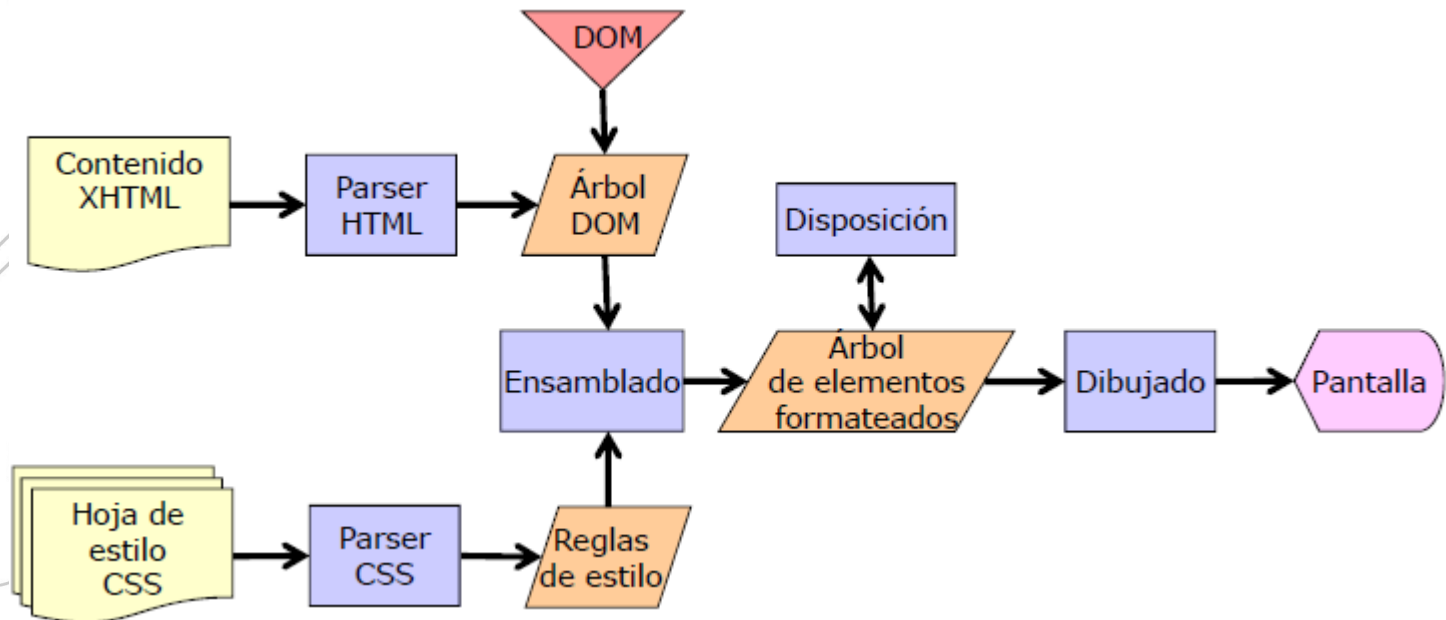 DOM
Contenido
XHTML
Parser
HTML
Árbol
DOM
Disposición
Ensamblado
Árbol
de elementos
formateados
Dibujado
Pantalla
Hoja de
estilo
CSS
Parser
CSS
Reglas
de estilo